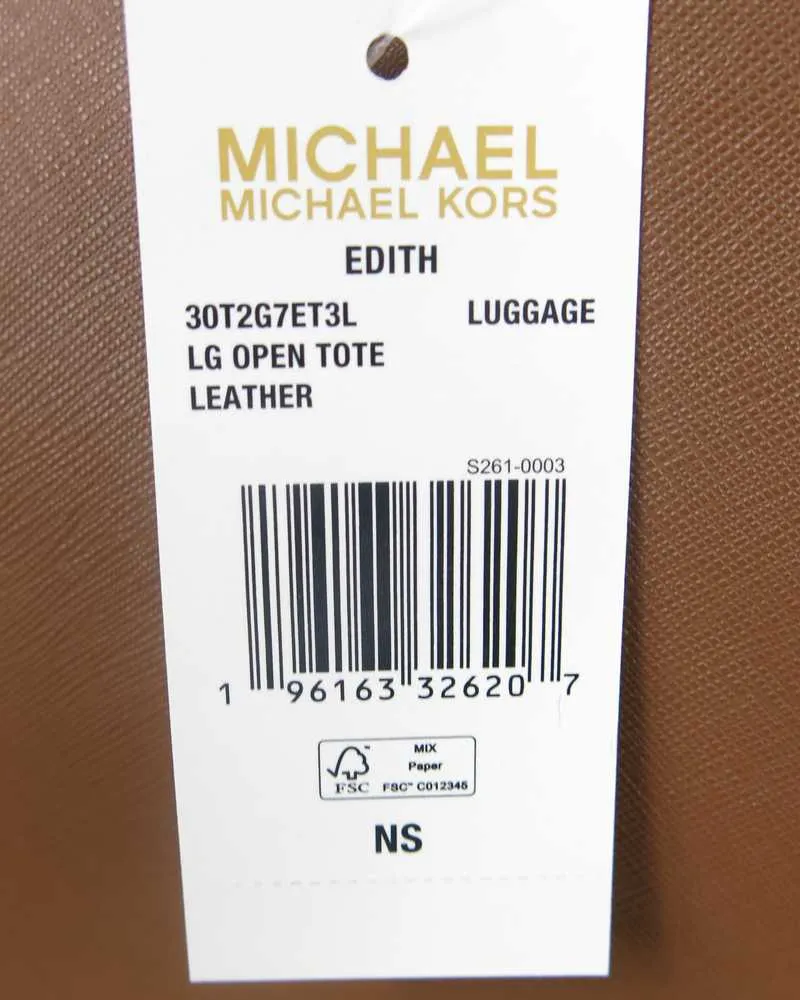 MICHAEL
MICHAEL KORS
EDITH
30T2G7ET3L LUGGAGE
LG OPEN TOTE
LEATHER
S261-0003
1 96163 32620 7
MIX
Paper
FSC FSC™ C012345
NS